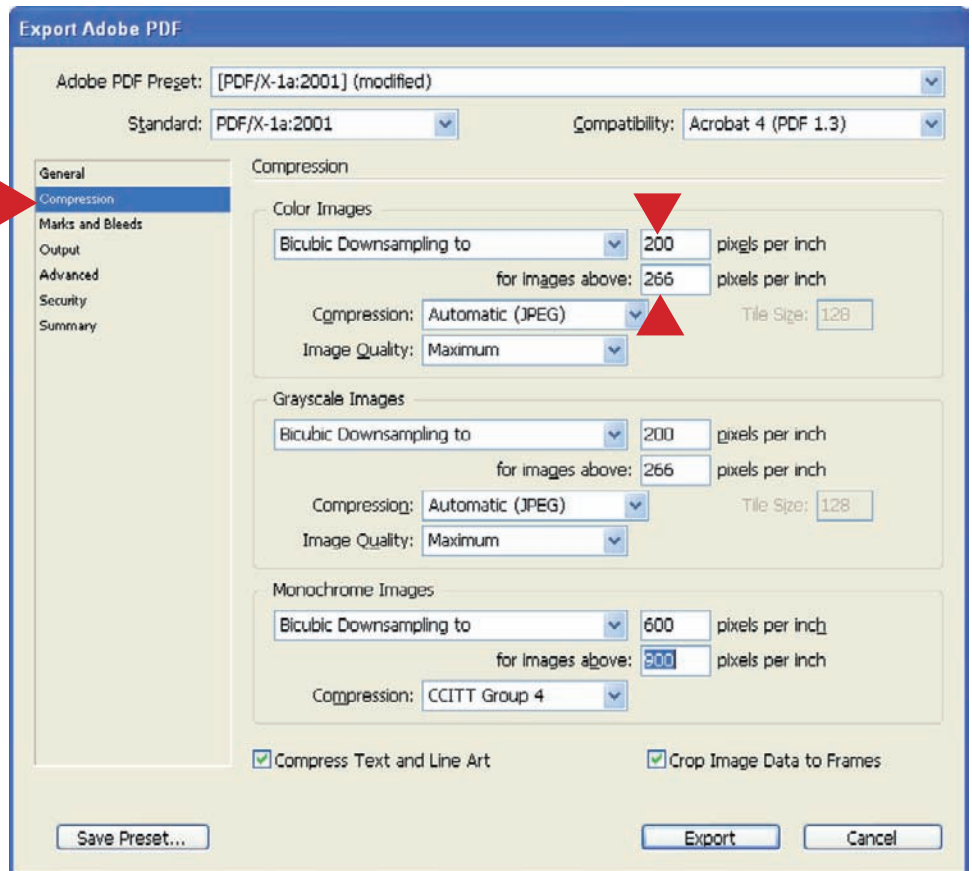 Export Adobe PDF
Adobe PDF Preset: [PDF/X-1a:2001] (modified)
Standard: PDF/X-1a:2001 Compatibility: Acrobat 4 (PDF 1.3)
General
Compression
Marks and Bleeds
Output
Advanced
Security
Summary
Compression
Color Images
Bicubic Downsampling to 200 pixels per inch
for images above: 266 pixels per inch
Compression: Automatic (JPEG) Tile Size: 128
Image Quality: Maximum
Grayscale Images
Bicubic Downsampling to 200 pixels per inch
for images above: 266 pixels per inch
Compression: Automatic (JPEG) Tile Size: 128
Image Quality: Maximum
Monochrome Images
Bicubic Downsampling to 600 pixels per inch
for images above: 900 pixels per inch
Compression: CCITT Group 4
Compress Text and Line Art Crop Image Data to Frames
Save Preset... Export Cancel